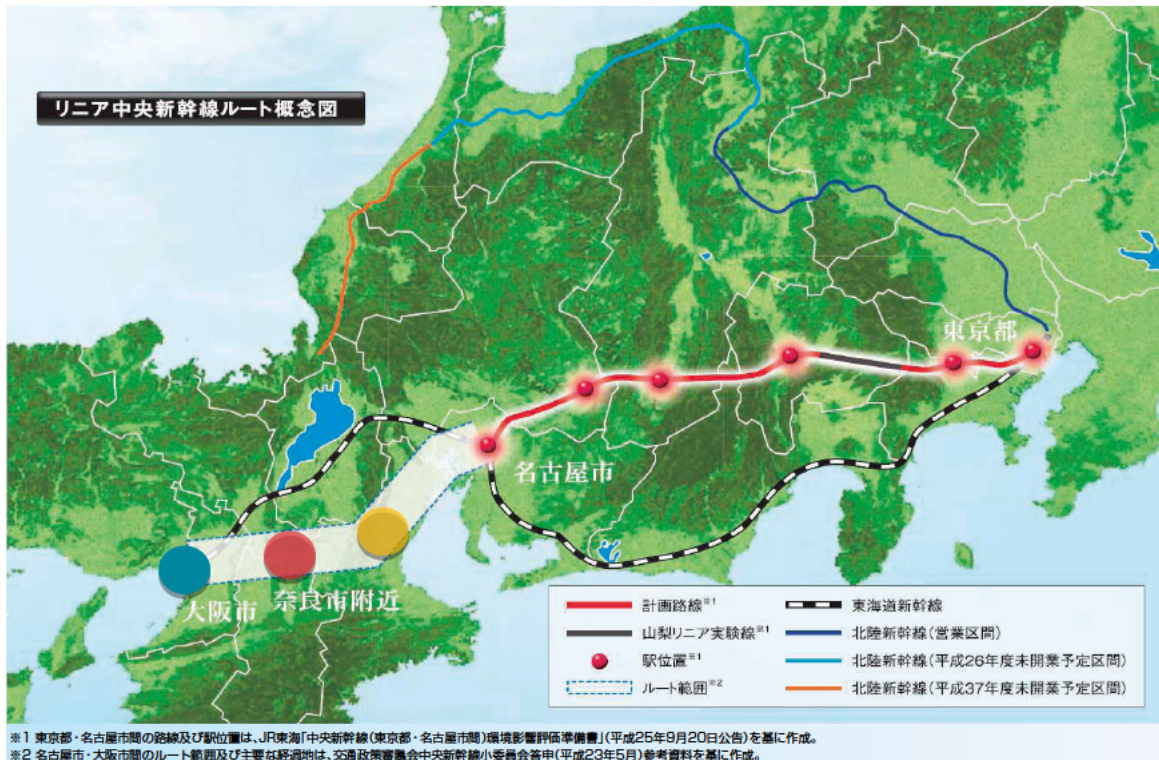 リニア中央新幹線ルート概念図
東京都
名古屋市
大阪市
奈良市附近
計画路線※1
山梨リニア実験線※1
駅位置※1
ルート範囲※2
東海道新幹線
北陸新幹線(営業区間)
北陸新幹線(平成26年度末開業予定区間)
北陸新幹線(平成37年度末開業予定区間)
※1 東京都・名古屋市間の路線及び駅位置は、JR東海「中央新幹線(東京都・名古屋市間)環境影響評価準備書」(平成25年9月20日公告)を基に作成。
※2 名古屋市・大阪市間のルート範囲及び主要な経過地は、交通政策審議会中央新幹線小委員会答申(平成23年5月)参考資料を基に作成。